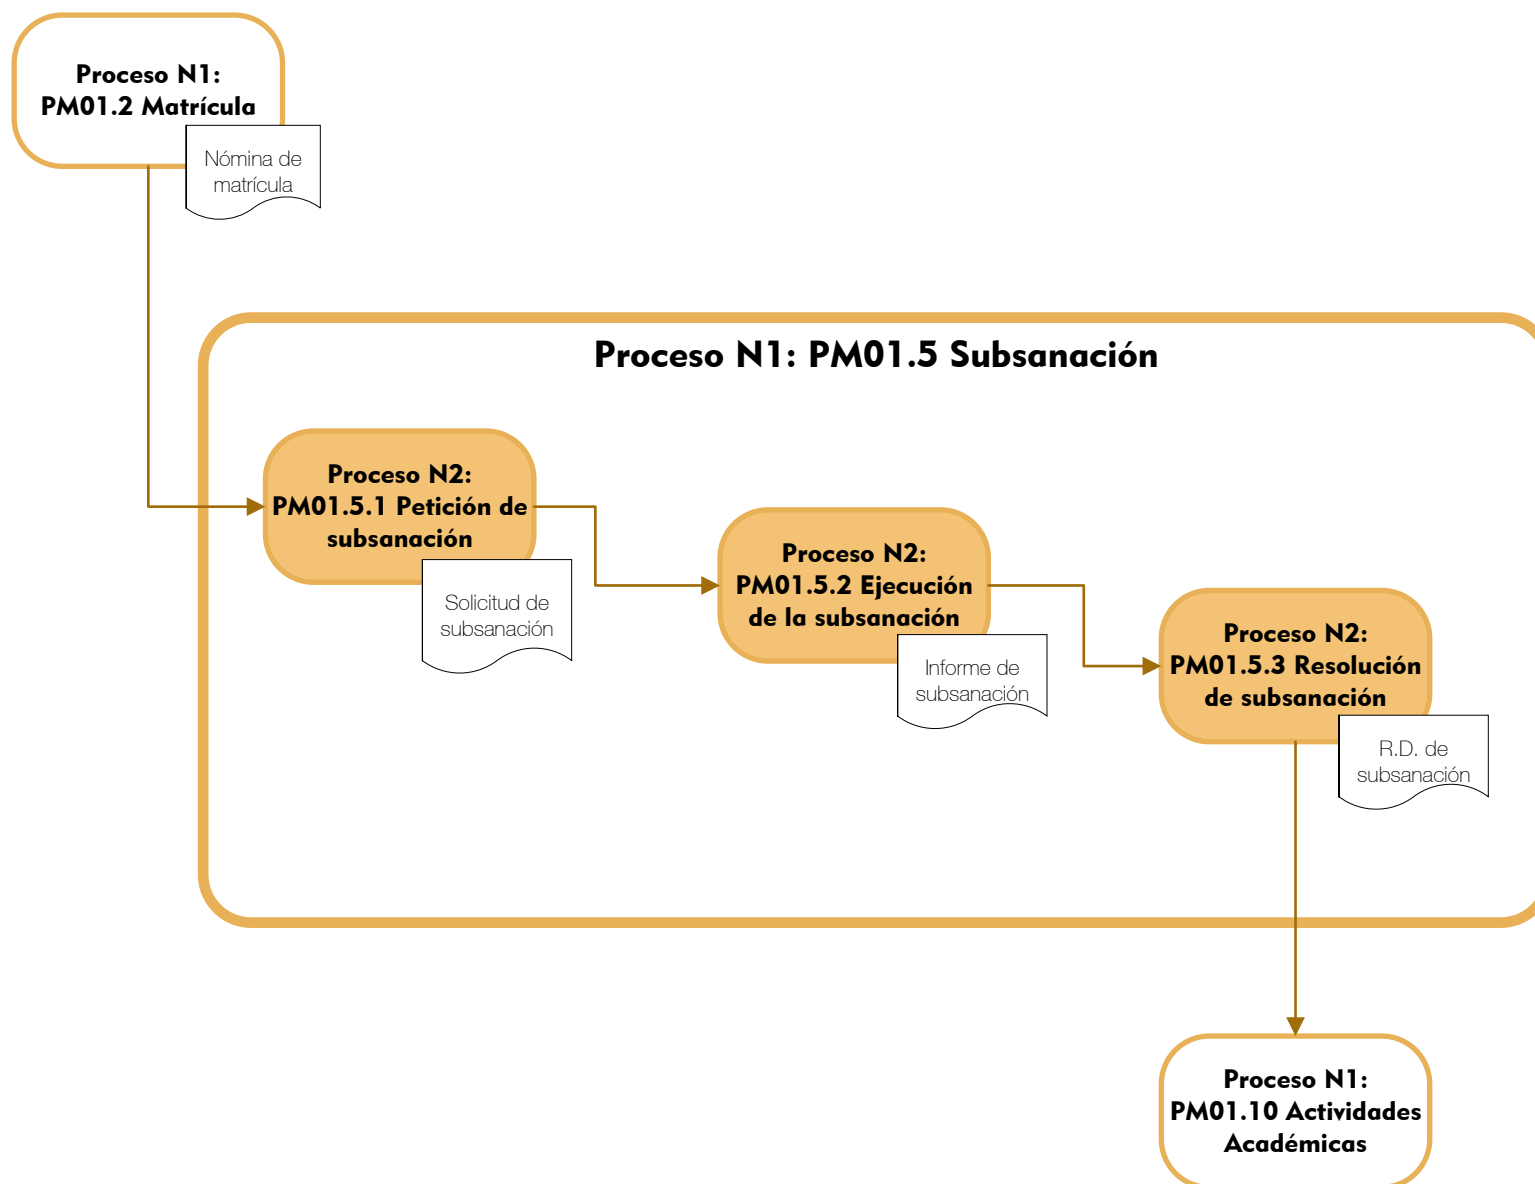 Proceso N1:
PM01.2 Matrícula
Nómina de
matrícula
Proceso N1: PM01.5 Subsanación
Proceso N2:
PM01.5.1 Petición de
subsanación
Solicitud de
subsanación
Proceso N2:
PM01.5.2 Ejecución
de la subsanación
Informe de
subsanación
Proceso N2:
PM01.5.3 Resolución
de subsanación
R.D. de
subsanación
Proceso N1:
PM01.10 Actividades
Académicas